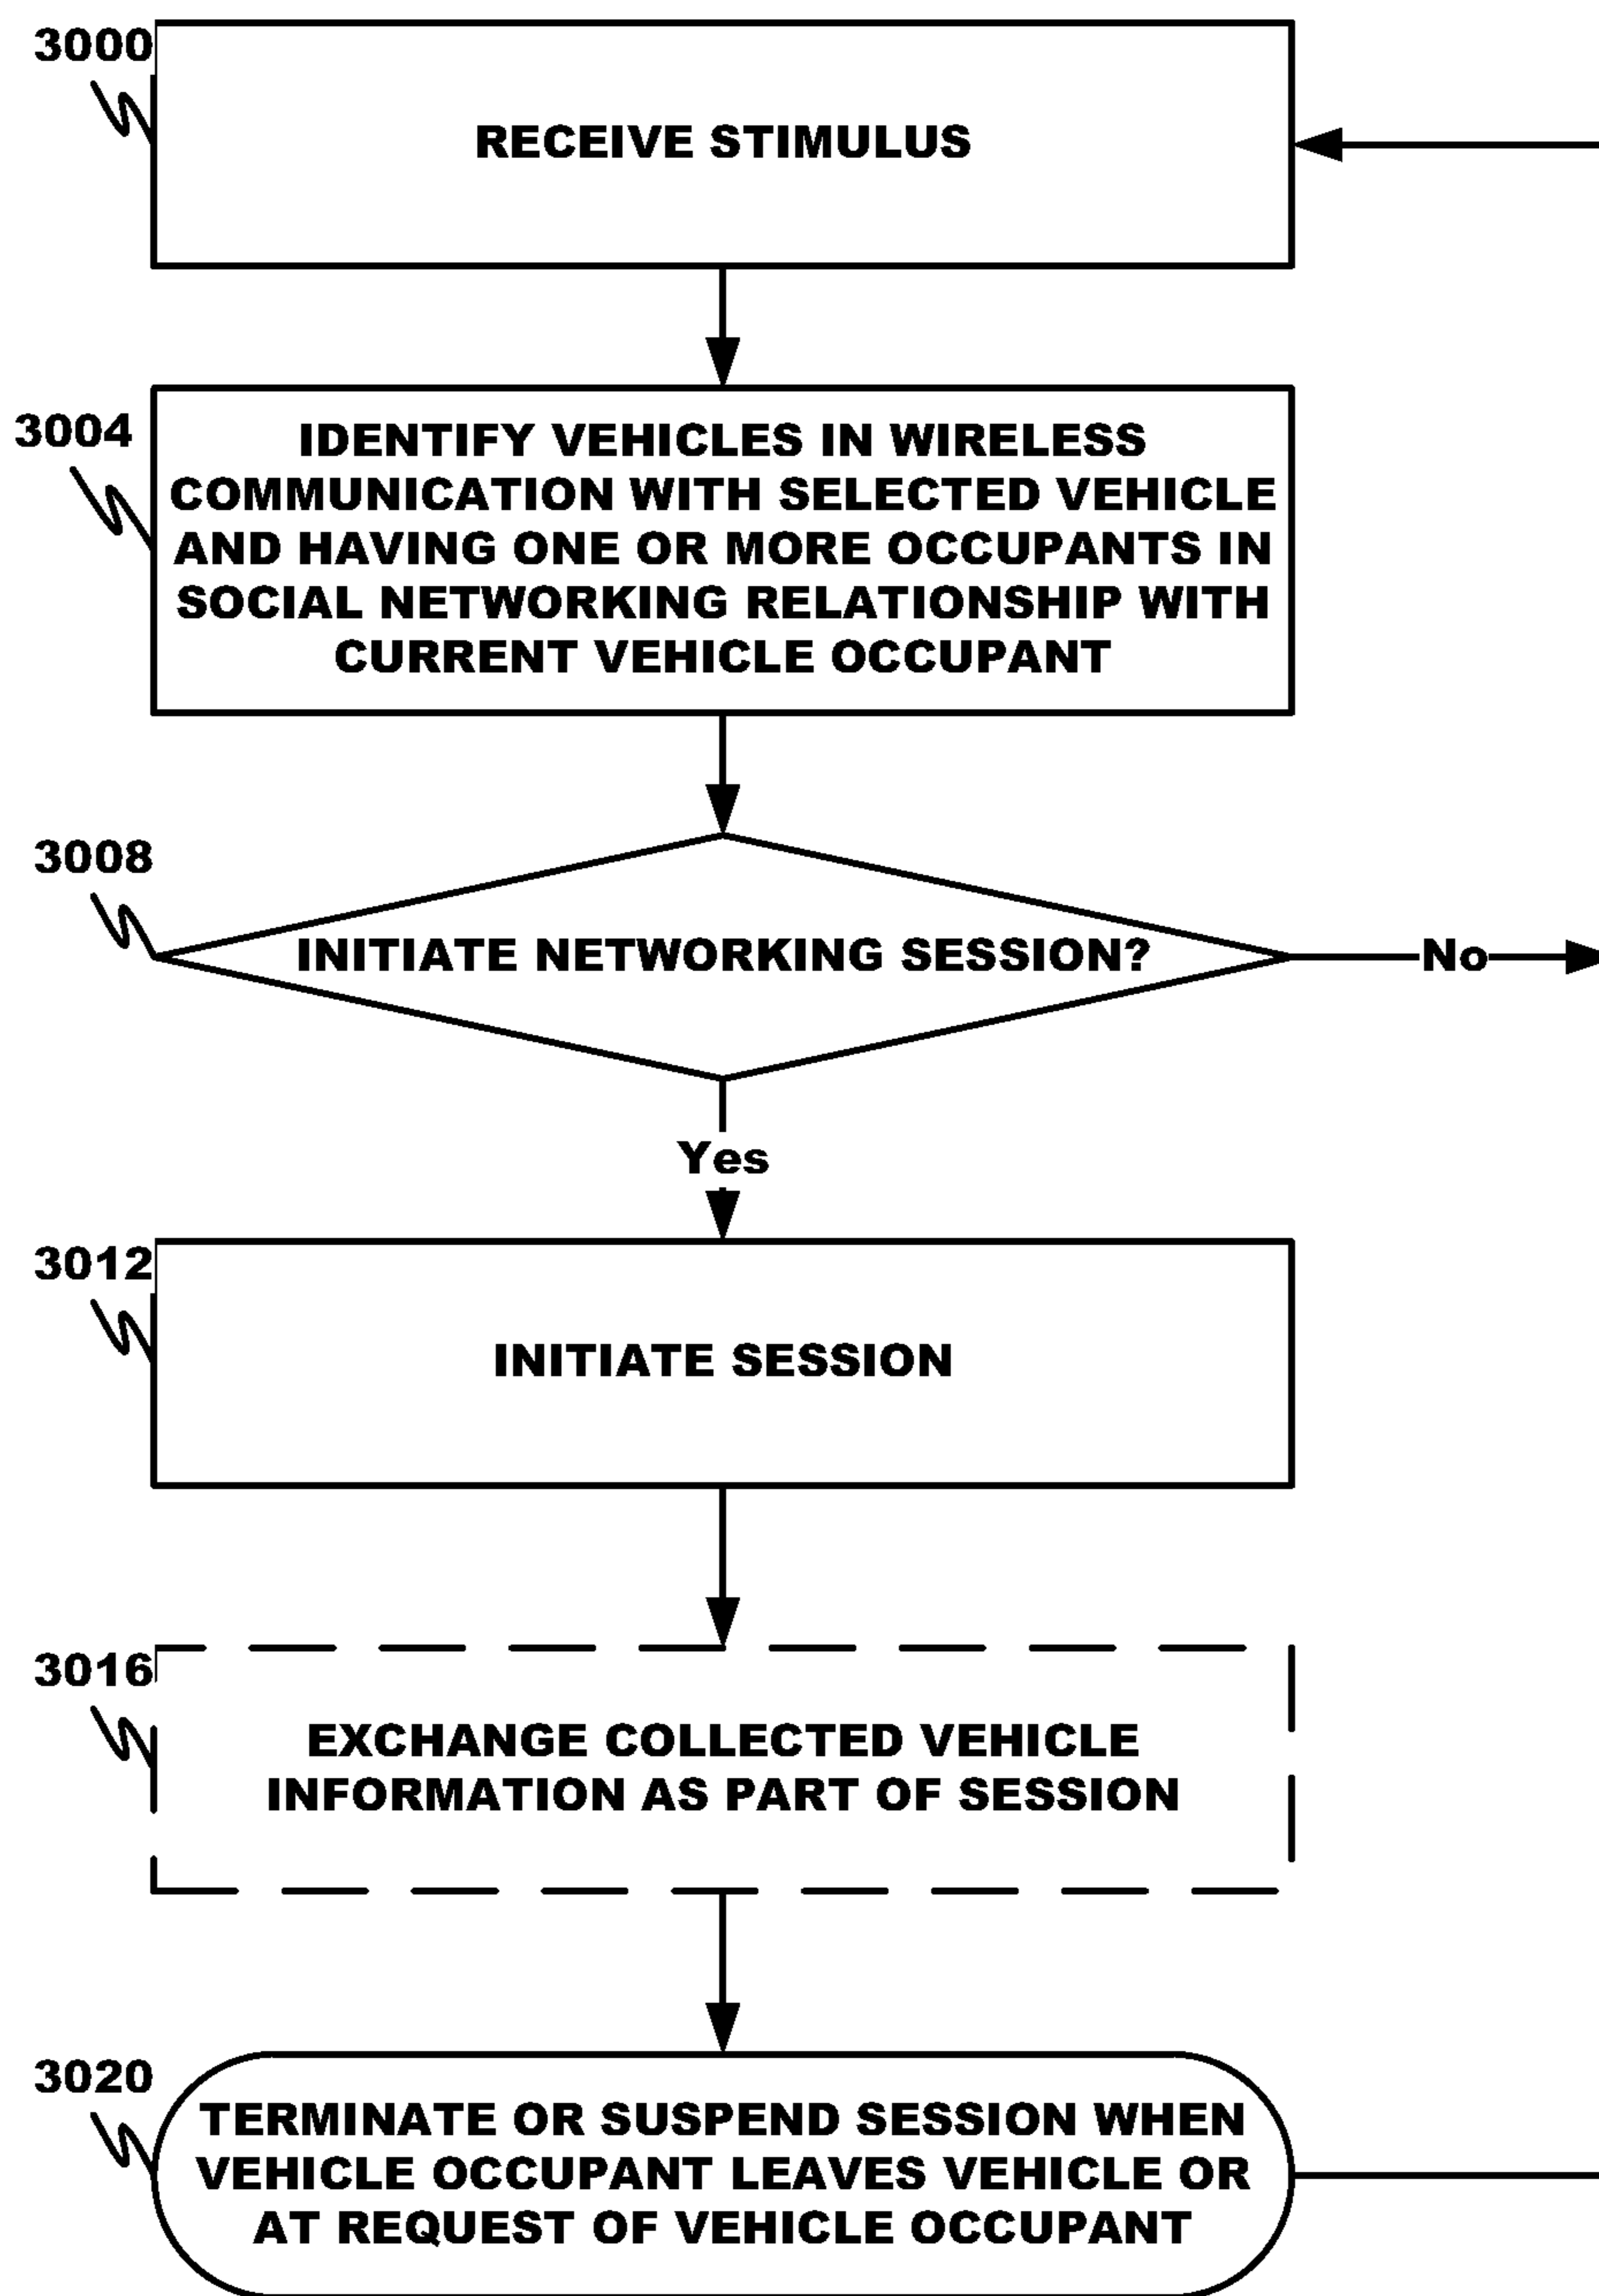 3000
RECEIVE STIMULUS
3004
IDENTIFY VEHICLES IN WIRELESS
COMMUNICATION WITH SELECTED VEHICLE
AND HAVING ONE OR MORE OCCUPANTS IN
SOCIAL NETWORKING RELATIONSHIP WITH
CURRENT VEHICLE OCCUPANT
3008
INITIATE NETWORKING SESSION?
No
Yes
3012
INITIATE SESSION
3016
EXCHANGE COLLECTED VEHICLE
INFORMATION AS PART OF SESSION
3020
TERMINATE OR SUSPEND SESSION WHEN
VEHICLE OCCUPANT LEAVES VEHICLE OR
AT REQUEST OF VEHICLE OCCUPANT